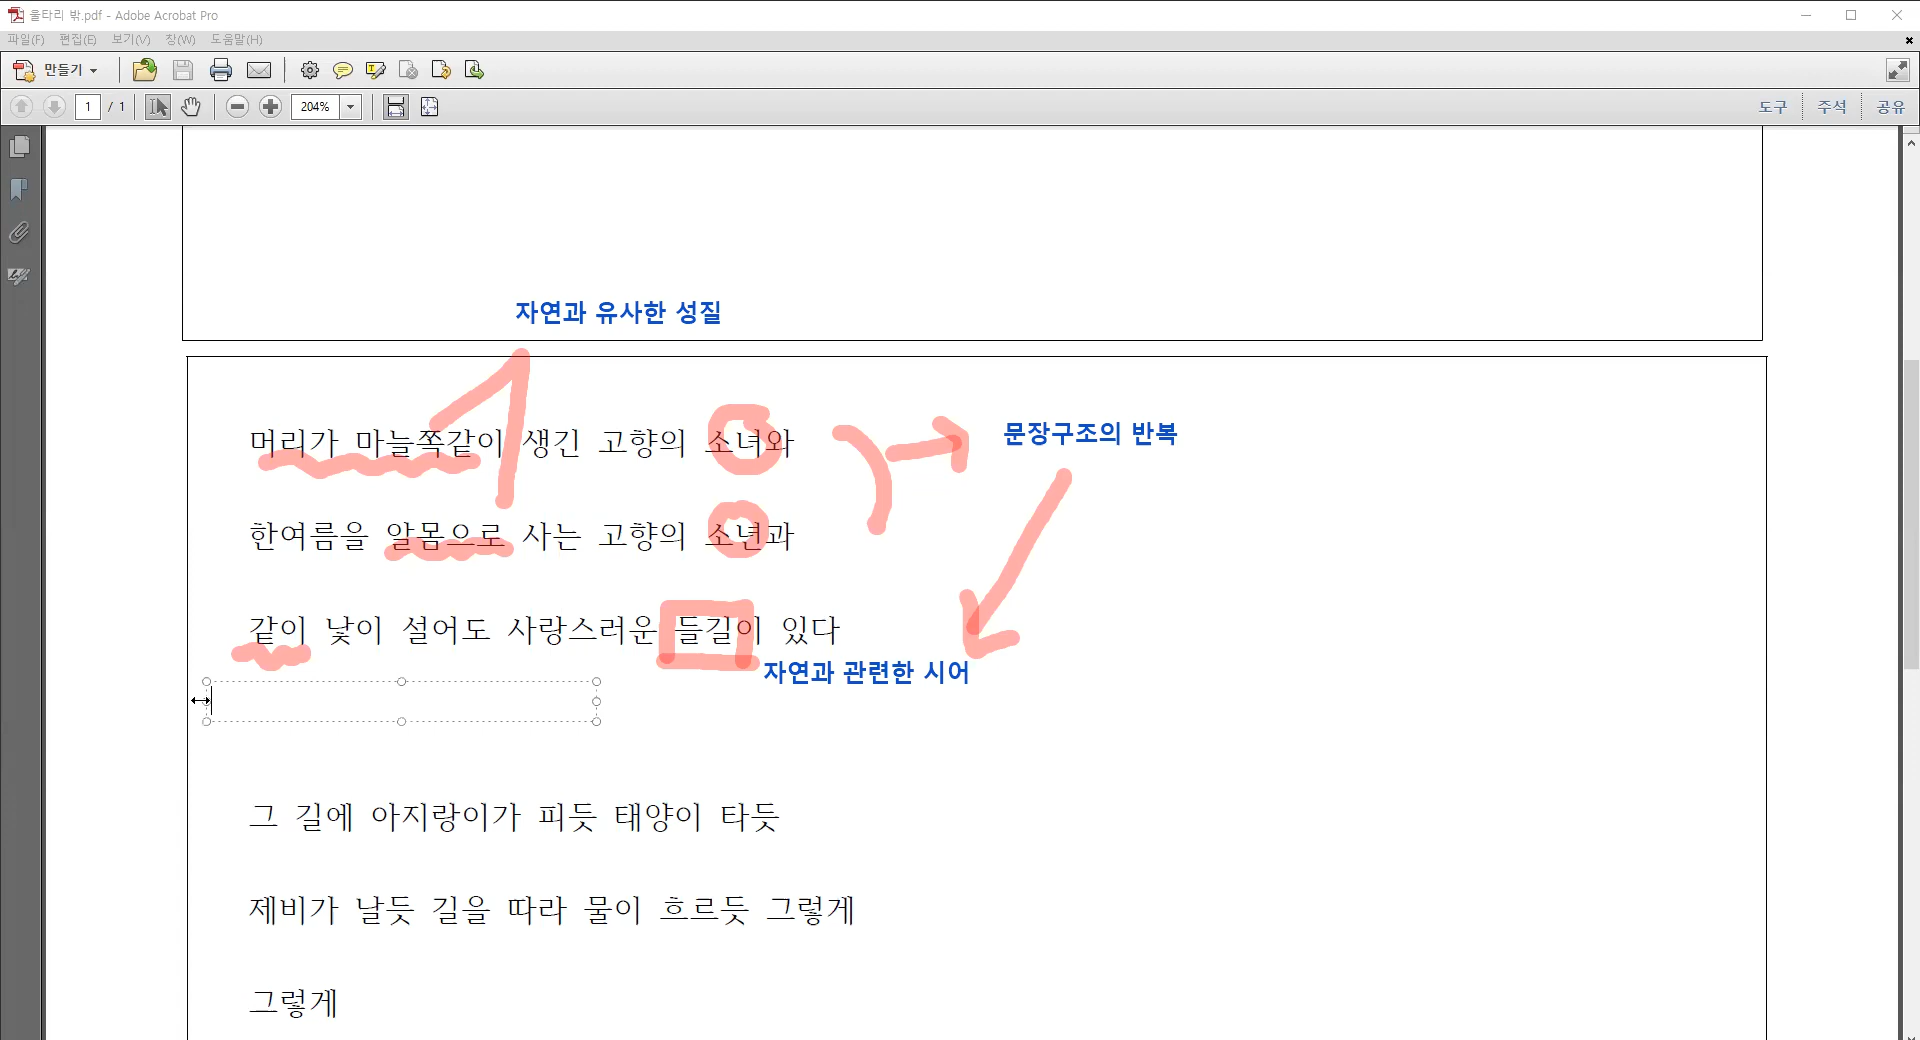 울타리 밖.pdf - Adobe Acrobat Pro
파일(F) 편집(E) 보기(V) 창(W) 도움말(H)
만들기
1 / 1 204% 도구 주석 공유
자연과 유사한 성질
머리가 마늘쪽같이 생긴 고향의 소녀와
문장구조의 반복
한여름을 알몸으로 사는 고향의 소년과
같이 낯이 설어도 사랑스러운 들길이 있다
자연과 관련한 시어
그 길에 아지랑이가 피듯 태양이 타듯
제비가 날듯 길을 따라 물이 흐르듯 그렇게
그렇게